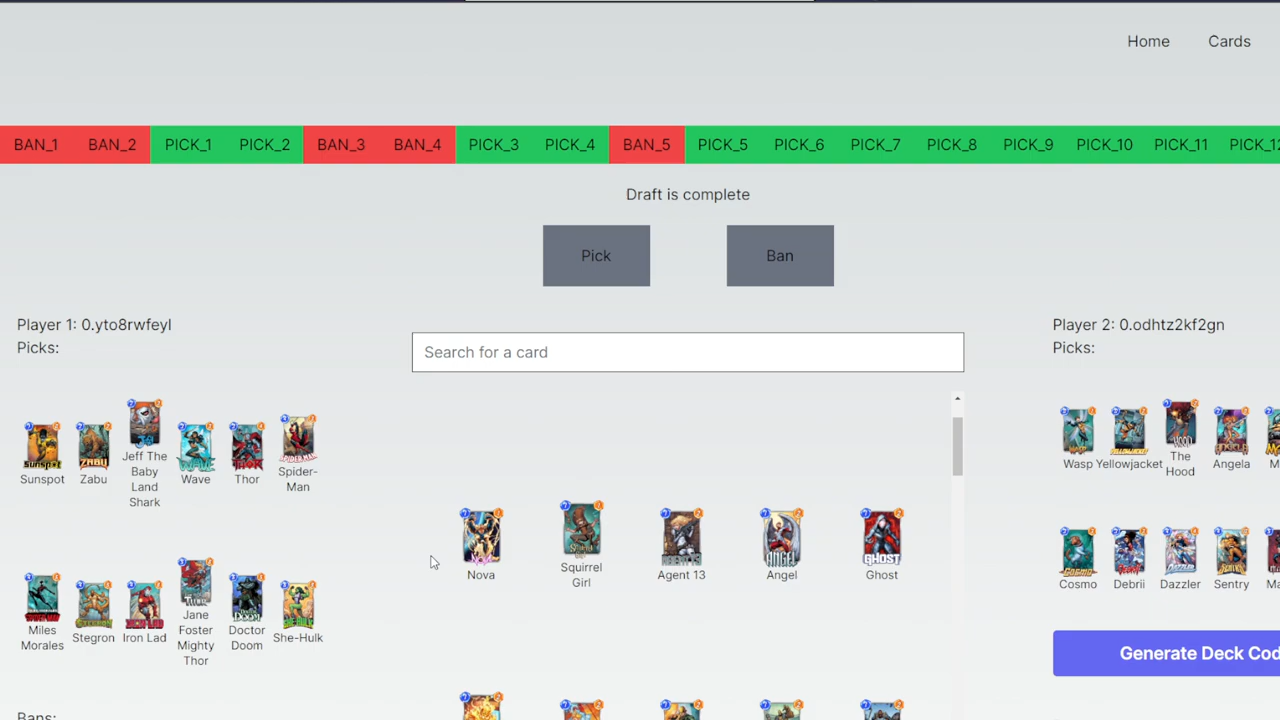 Home Cards
BAN_1 BAN_2 PICK_1 PICK_2 BAN_3 BAN_4 PICK_3 PICK_4 BAN_5 PICK_5 PICK_6 PICK_7 PICK_8 PICK_9 PICK_10 PICK_11 PICK_12
Draft is complete
Pick Ban
Player 1: 0.yto8rwfeyl
Picks:
Sunspot
Zabu
Jeff The
Baby
Land
Shark
Wave
Thor
Spider-
Man
Miles
Morales
Stegron
Iron Lad
Jane
Foster
Mighty
Thor
Doctor
Doom
She-Hulk
Bans:
Search for a card
Nova
Squirrel
Girl
Agent 13
Angel
Ghost
Player 2: 0.odhtz2kf2gn
Picks:
Wasp
Yellowjacket
The
Hood
Angela
Cosmo
Debrii
Dazzler
Sentry
Generate Deck Cod